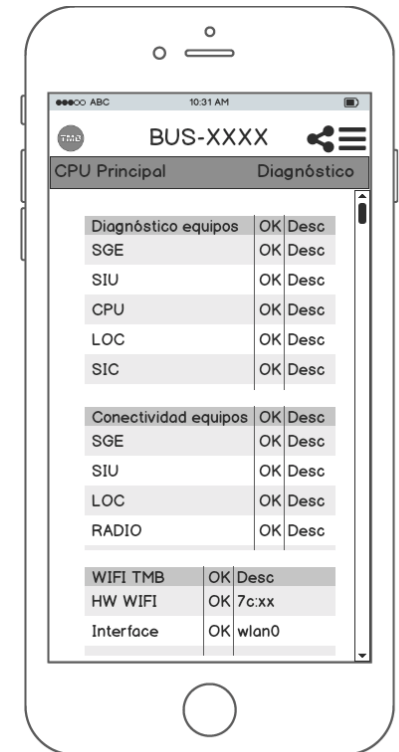 ABC 10:31 AM
TMB BUS-XXXX
CPU Principal Diagnóstico
Diagnóstico equipos OK Desc
SGE OK Desc
SIU OK Desc
CPU OK Desc
LOC OK Desc
SIC OK Desc
Conectividad equipos OK Desc
SGE OK Desc
SIU OK Desc
LOC OK Desc
RADIO OK Desc
WIFI TMB OK Desc
HW WIFI OK 7c:xx
Interface OK wlan0